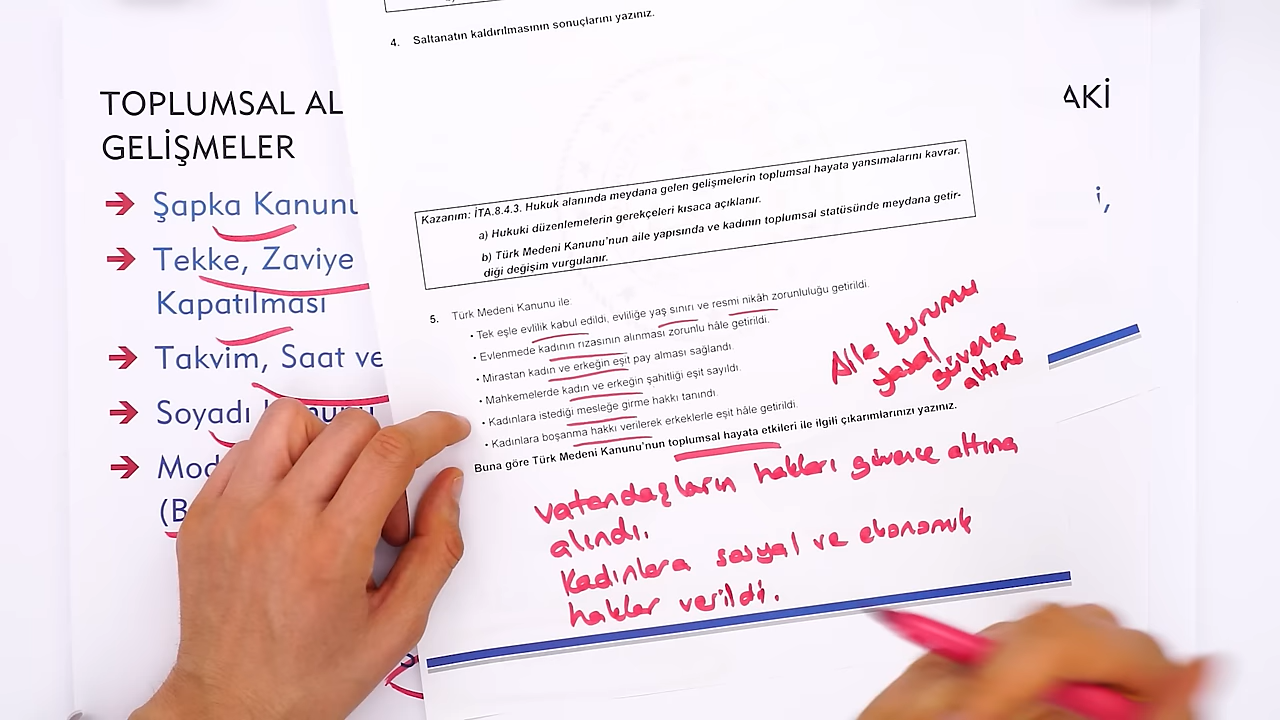 TOPLUMSAL AL
GELİŞMELER
AKİ
Şapka Kanunu
i,
Tekke, Zaviye
Kapatılması
Takvim, Saat ve
Soyadı
Mod
(B
4. Saltanatın kaldırılmasının sonuçlarını yazınız.
Kazanım: İTA.8.4.3. Hukuk alanında meydana gelen gelişmelerin toplumsal hayata yansımalarını kavrar.
a) Hukuki düzenlemelerin gerekçeleri kısaca açıklanır.
b) Türk Medeni Kanunu'nun aile yapısında ve kadının toplumsal statüsünde meydana getir-
diği değişim vurgulanır.
5. Türk Medeni Kanunu ile
• Tek eşle evlilik kabul edildi, evliliğe yaş sınırı ve resmi nikâh zorunluluğu getirildi.
• Evlenmede kadının rızasının alınması zorunlu hâle getirildi.
• Mirastan kadın ve erkeğin eşit pay alması sağlandı.
• Mahkemelerde kadın ve erkeğin şahitliği eşit sayıldı.
• Kadınlara istediği mesleğe girme hakkı tanındı.
• Kadınlara boşanma hakkı verilerek erkeklerle eşit hâle getirildi.
Buna göre Türk Medeni Kanunu'nun toplumsal hayata etkileri ile ilgili çıkarımlarınızı yazınız.
Aile kurumu
yasal
güvence
altına
vatandaşların hakları güvence altına
alındı.
Kadınlara sosyal ve ekonomik
haklar verildi.